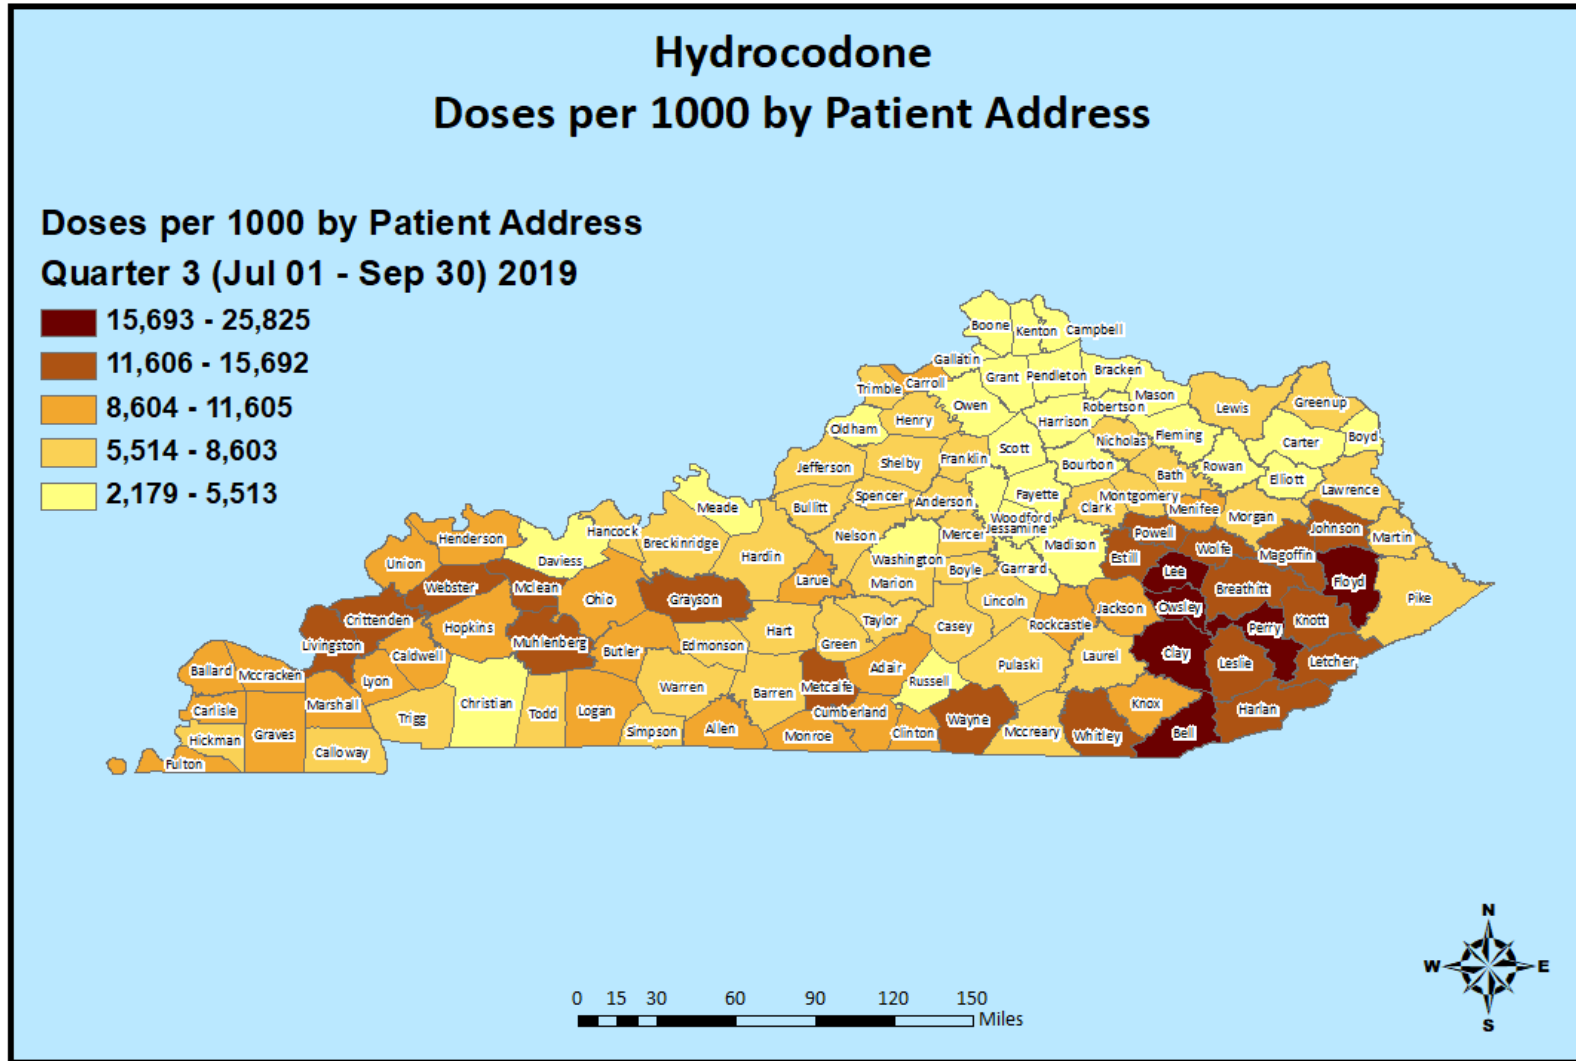 Hydrocodone
Doses per 1000 by Patient Address
Doses per 1000 by Patient Address
Quarter 3 (Jul 01 - Sep 30) 2019
15,693 - 25,825
11,606 - 15,692
8,604 - 11,605
5,514 - 8,603
2,179 - 5,513
Boone
Kenton
Campbell
Gallatin
Grant
Pendleton
Bracken
Trimble
Carroll
Owen
Mason
Robertson
Lewis
Greenup
Oldham
Henry
Harrison
Nicholas
Fleming
Carter
Boyd
Scott
Jefferson
Shelby
Franklin
Bourbon
Bath
Rowan
Elliott
Meade
Bullitt
Spencer
Anderson
Fayette
Clark
Montgomery
Menifee
Morgan
Lawrence
Woodford
Jessamine
Henderson
Hancock
Breckinridge
Nelson
Mercer
Madison
Powell
Johnson
Martin
Union
Daviess
Hardin
Washington
Boyle
Garrard
Estill
Wolfe
Magoffin
Webster
Mclean
Ohio
Grayson
Larue
Marion
Lee
Breathitt
Floyd
Pike
Crittenden
Hopkins
Lincoln
Rockcastle
Jackson
Owsley
Livingston
Muhlenberg
Butler
Edmonson
Hart
Green
Taylor
Casey
Perry
Knott
Caldwell
Laurel
Clay
Leslie
Letcher
Ballard
Mccracken
Lyon
Warren
Barren
Metcalfe
Adair
Russell
Pulaski
Carlisle
Marshall
Trigg
Christian
Todd
Logan
Cumberland
Knox
Harlan
Hickman
Graves
Calloway
Simpson
Allen
Monroe
Clinton
Wayne
Mccreary
Whitley
Bell
Fulton
N
W
E
S
0 15 30 60 90 120 150
Miles